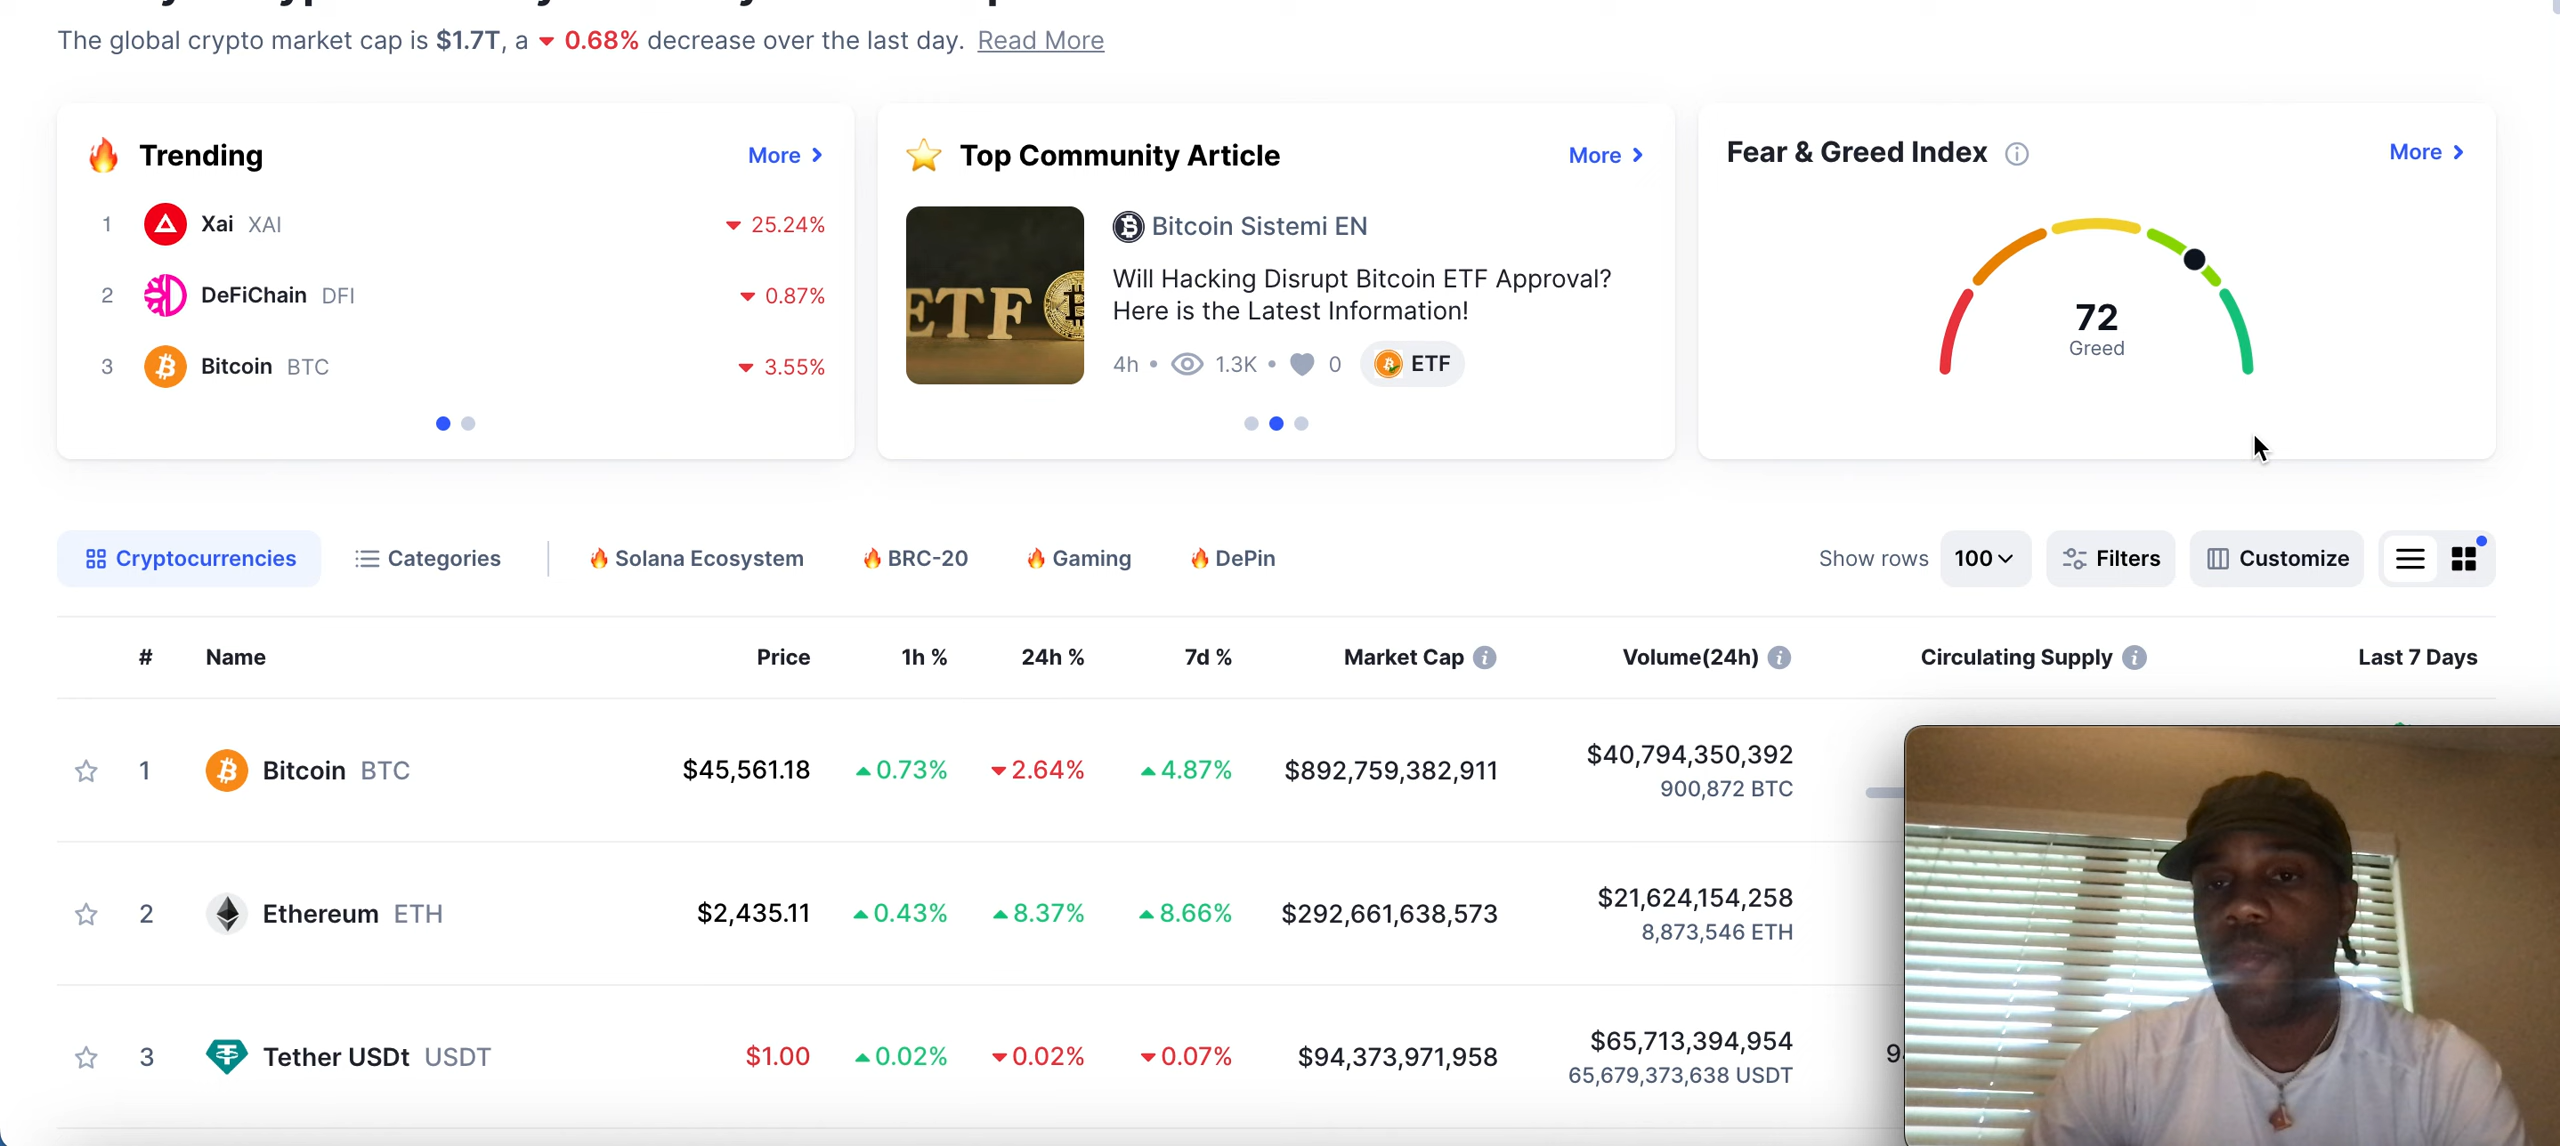 The global crypto market cap is $1.7T, a 0.68% decrease over the last day. Read More
Trending
More
1 Xai XAI 25.24%
2 DeFiChain DFI 0.87%
3 Bitcoin BTC 3.55%
Top Community Article
More
ETF
Bitcoin Sistemi EN
Will Hacking Disrupt Bitcoin ETF Approval?
Here is the Latest Information!
4h • 1.3K • 0 ETF
Fear & Greed Index
More
72
Greed
Cryptocurrencies Categories Solana Ecosystem BRC-20 Gaming DePin Show rows 100 Filters Customize
# Name Price 1h % 24h % 7d % Market Cap Volume(24h) Circulating Supply Last 7 Days
1 Bitcoin BTC $45,561.18 0.73% 2.64% 4.87% $892,759,382,911 $40,794,350,392
900,872 BTC
2 Ethereum ETH $2,435.11 0.43% 8.37% 8.66% $292,661,638,573 $21,624,154,258
8,873,546 ETH
3 Tether USDt USDT $1.00 0.02% 0.02% 0.07% $94,373,971,958 $65,713,394,954
65,679,373,638 USDT